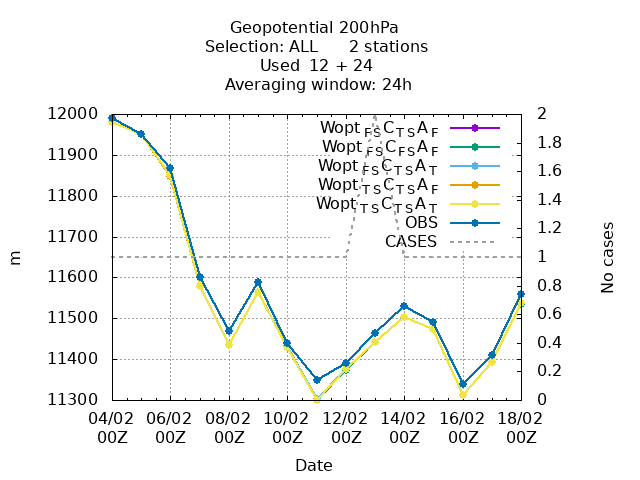 Geopotential 200hPa
Selection: ALL 2 stations
Used 12 + 24
Averaging window: 24h
12000
11900
11800
11700
11600
11500
11400
11300
m
2
1.8
1.6
1.4
1.2
1
0.8
0.6
0.4
0.2
0
No cases
Wopt FS C TS A F
Wopt FS C FS A F
Wopt FS C TS A T
Wopt TS C TS A F
Wopt TS C TS A T
OBS
CASES
04/02 06/02 08/02 10/02 12/02 14/02 16/02 18/02
00Z 00Z 00Z 00Z 00Z 00Z 00Z 00Z
Date